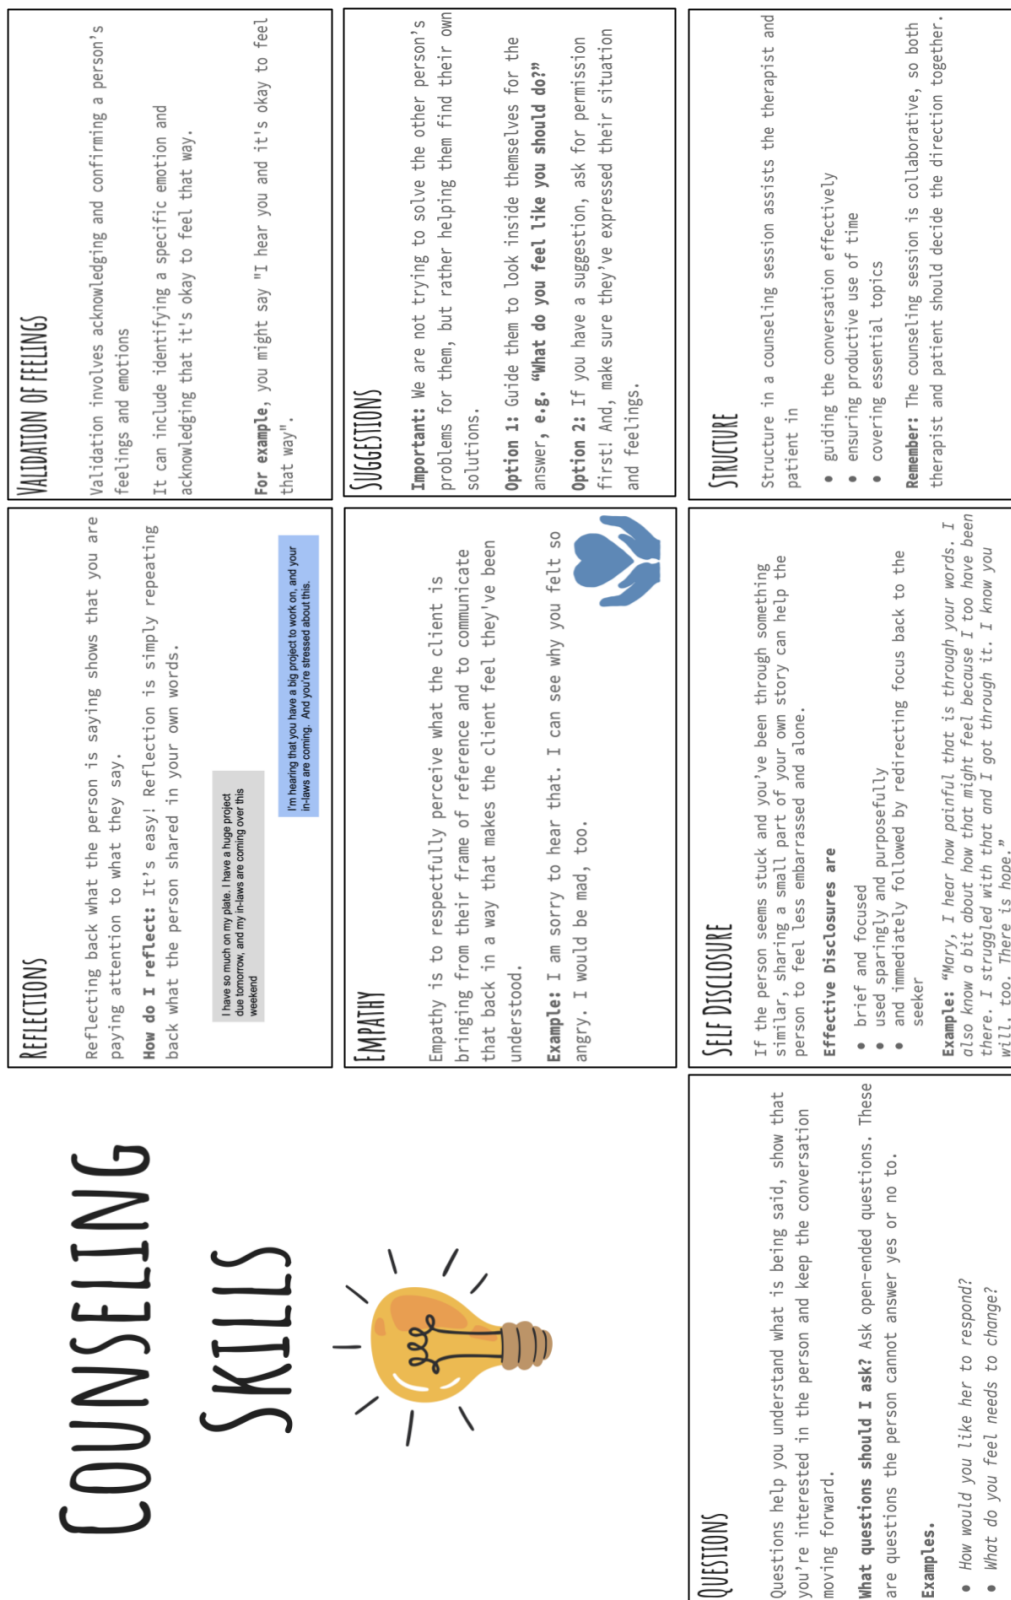 COUNSELING
SKILLS
REFLECTIONS
Reflecting back what the person is saying shows that you are
paying attention to what they say.
How do I reflect: It's easy! Reflection is simply repeating
back what the person shared in your own words.
I have so much on my plate. I have a huge project
due tomorrow, and my in-laws are coming over this
weekend
I'm hearing that you have a big project to work on, and your
in-laws are coming. And you're stressed about this.
VALIDATION OF FEELINGS
Validation involves acknowledging and confirming a person's
feelings and emotions
It can include identifying a specific emotion and
acknowledging that it's okay to feel that way.
For example, you might say "I hear you and it's okay to feel
that way".
EMPATHY
Empathy is to respectfully perceive what the client is
bringing from their frame of reference and to communicate
that back in a way that makes the client feel they've been
understood.
Example: I am sorry to hear that. I can see why you felt so
angry. I would be mad, too.
SUGGESTIONS
Important: We are not trying to solve the other person's
problems for them, but rather helping them find their own
solutions.
Option 1: Guide them to look inside themselves for the
answer, e.g. “What do you feel like you should do?”
Option 2: If you have a suggestion, ask for permission
first! And, make sure they’ve expressed their situation
and feelings.
QUESTIONS
Questions help you understand what is being said, show that
you're interested in the person and keep the conversation
moving forward.
What questions should I ask? Ask open-ended questions. These
are questions the person cannot answer yes or no to.
Examples.
● How would you like her to respond?
● What do you feel needs to change?
SELF DISCLOSURE
If the person seems stuck and you’ve been through something
similar, sharing a small part of your own story can help the
person to feel less embarrassed and alone.
Effective Disclosures are
● brief and focused
● used sparingly and purposefully
● and immediately followed by redirecting focus back to the
seeker
Example: “Mary, I hear how painful that is through your words. I
also know a bit about how that might feel because I too have been
there. I struggled with that and I got through it. I know you
will, too. There is hope.”
STRUCTURE
Structure in a counseling session assists the therapist and
patient in
● guiding the conversation effectively
● ensuring productive use of time
● covering essential topics
Remember: The counseling session is collaborative, so both
therapist and patient should decide the direction together.